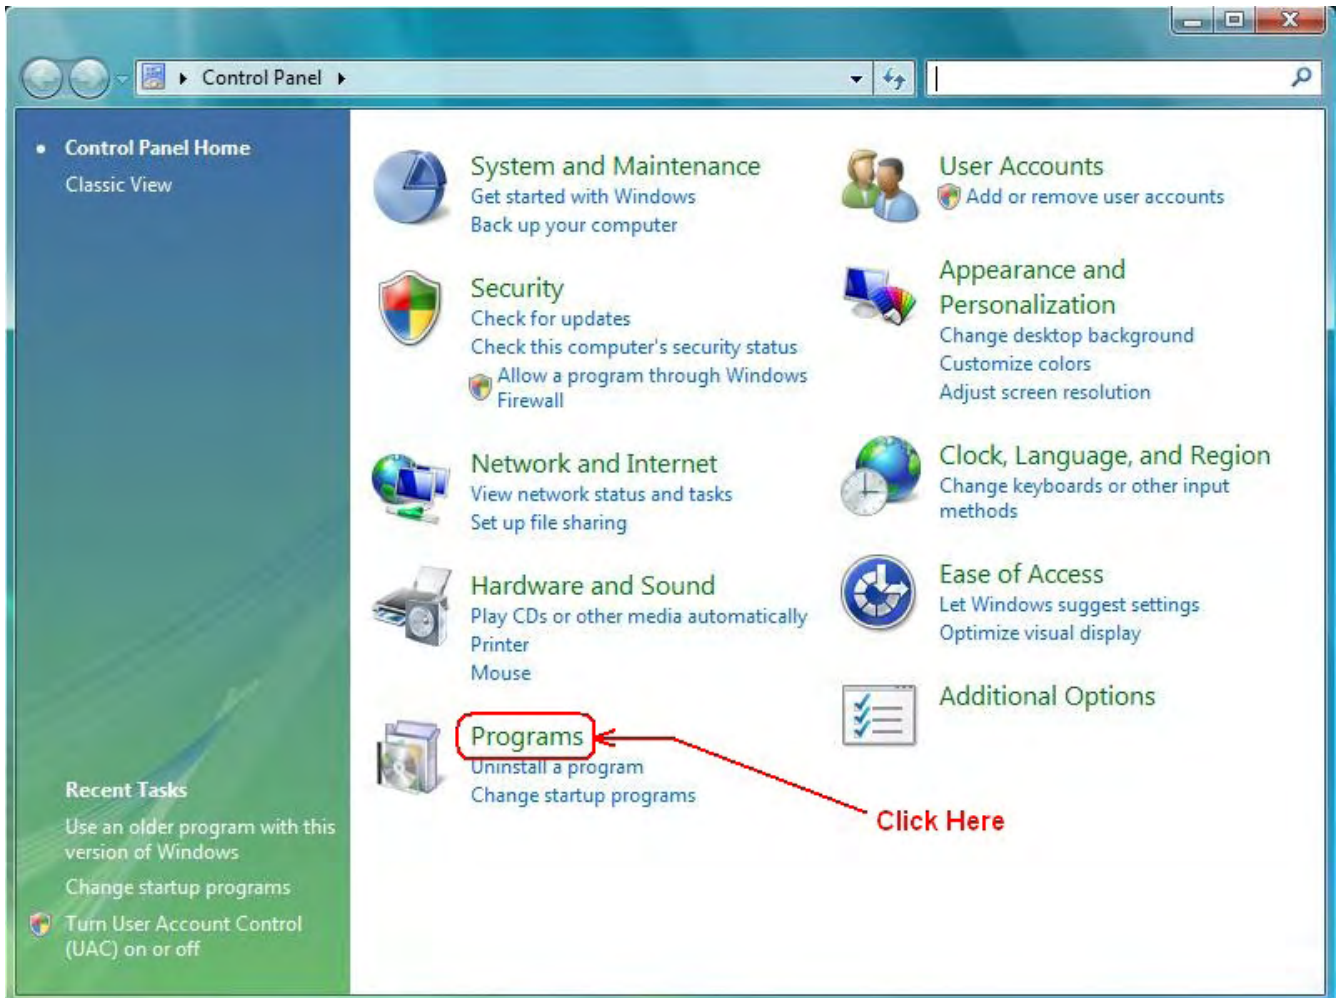 Control Panel
Control Panel Home
Classic View
System and Maintenance
Get started with Windows
Back up your computer
Security
Check for updates
Check this computer's security status
Allow a program through Windows
Firewall
Network and Internet
View network status and tasks
Set up file sharing
Hardware and Sound
Play CDs or other media automatically
Printer
Mouse
Programs
Uninstall a program
Change startup programs
User Accounts
Add or remove user accounts
Appearance and
Personalization
Change desktop background
Customize colors
Adjust screen resolution
Clock, Language, and Region
Change keyboards or other input
methods
Ease of Access
Let Windows suggest settings
Optimize visual display
Additional Options
Click Here
Recent Tasks
Use an older program with this
version of Windows
Change startup programs
Turn User Account Control
(UAC) on or off